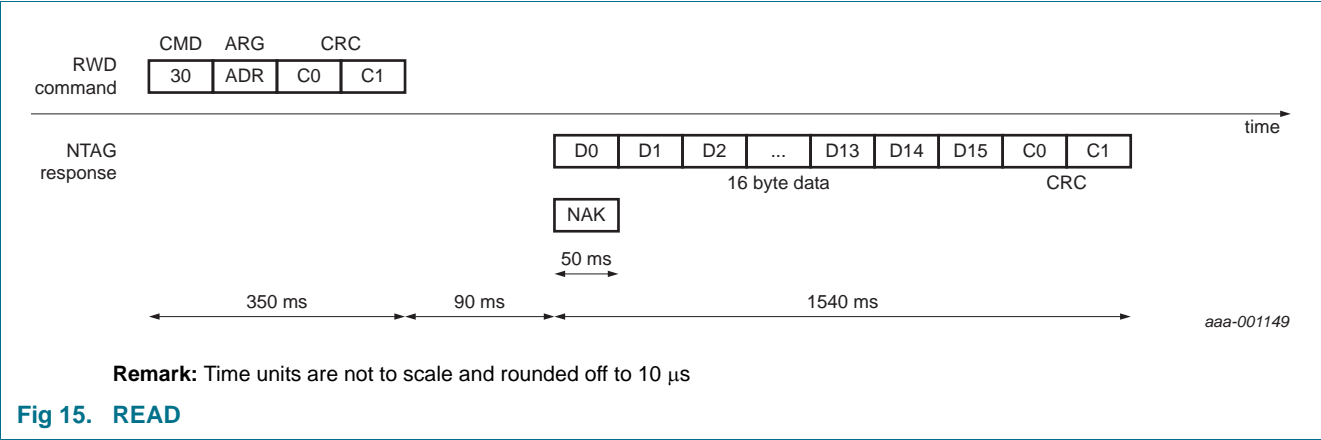 CMD ARG CRC
RWD command 30 ADR C0 C1
time
NTAG response D0 D1 D2 ... D13 D14 D15 C0 C1
16 byte data CRC
NAK
50 ms
350 ms 90 ms 1540 ms
aaa-001149
Remark: Time units are not to scale and rounded off to 10 μs
Fig 15. READ